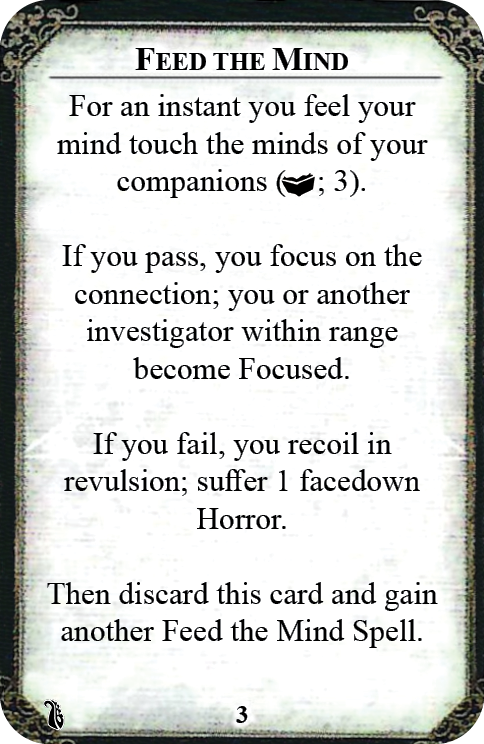 FEED THE MIND
For an instant you feel your
mind touch the minds of your
companions (; 3).
If you pass, you focus on the
connection; you or another
investigator within range
become Focused.
If you fail, you recoil in
revulsion; suffer 1 facedown
Horror.
Then discard this card and gain
another Feed the Mind Spell.
3